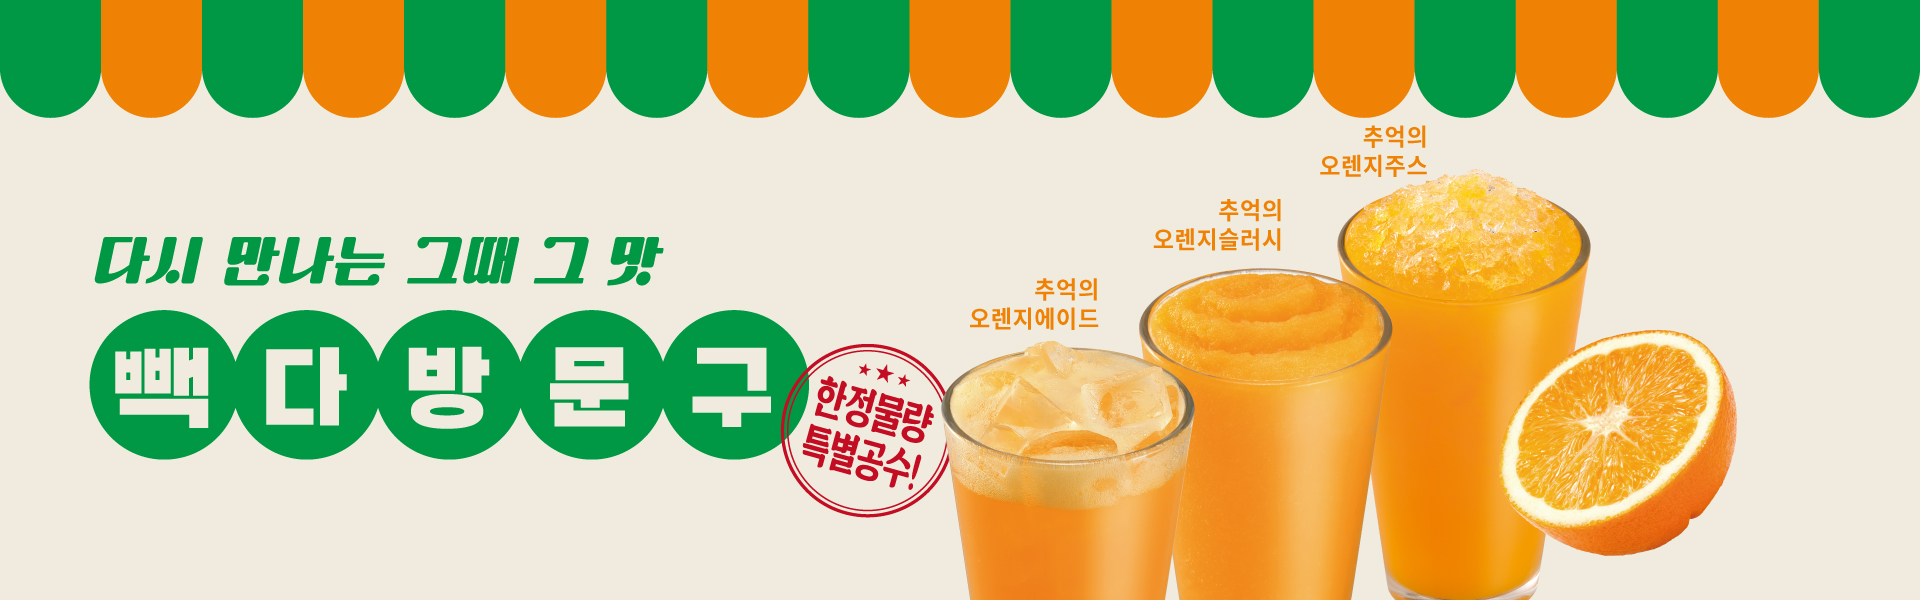 다시 만나는 그때 그 맛
빽다방문구
한정물량
특별공수!
추억의
오렌지에이드
추억의
오렌지슬러시
추억의
오렌지주스